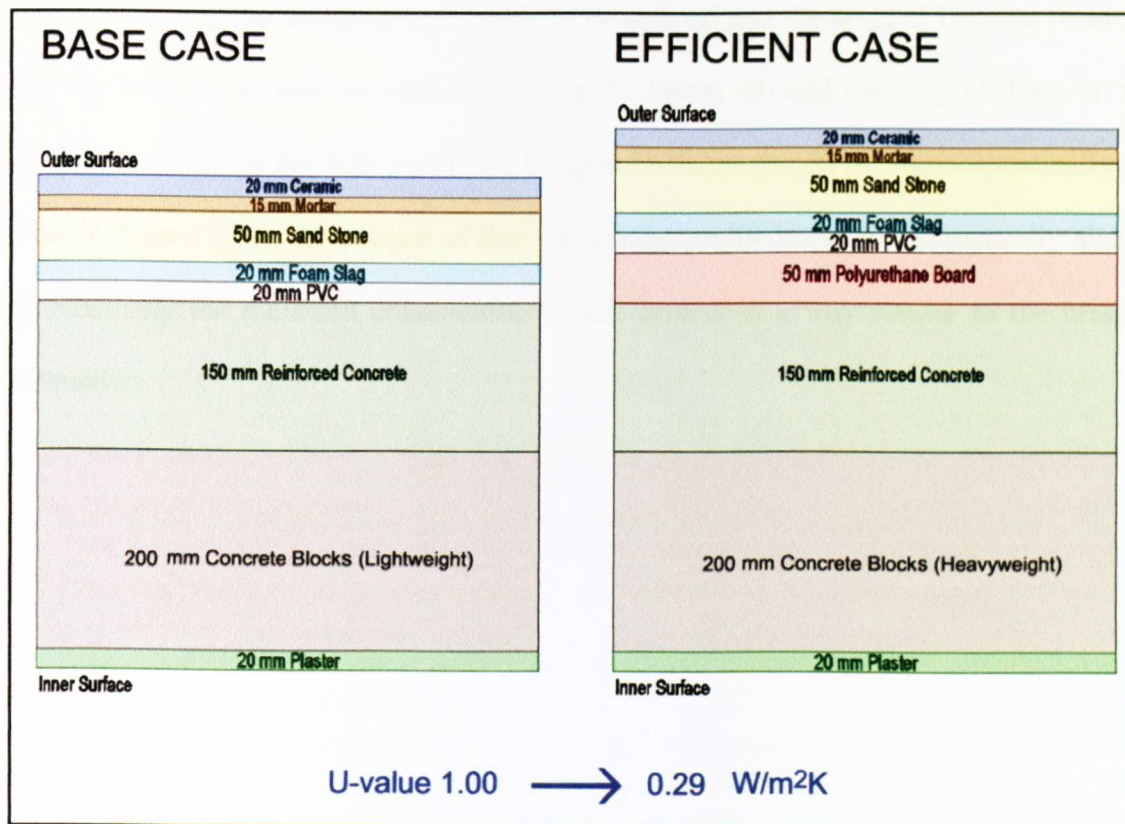 BASE CASE
Outer Surface
20 mm Ceramic
15 mm Mortar
50 mm Sand Stone
20 mm Foam Slag
20 mm PVC
150 mm Reinforced Concrete
200 mm Concrete Blocks (Lightweight)
20 mm Plaster
Inner Surface
EFFICIENT CASE
Outer Surface
20 mm Ceramic
15 mm Mortar
50 mm Sand Stone
20 mm Foam Slag
20 mm PVC
50 mm Polyurethane Board
150 mm Reinforced Concrete
200 mm Concrete Blocks (Heavyweight)
20 mm Plaster
Inner Surface
U-value 1.00 → 0.29 W/m²K